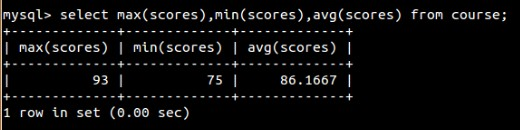 mysql> select max(scores),min(scores),avg(scores) from course;
+-------------+-------------+-------------+
| max(scores) | min(scores) | avg(scores) |
+-------------+-------------+-------------+
|          93 |          75 |     86.1667 |
+-------------+-------------+-------------+
1 row in set (0.00 sec)